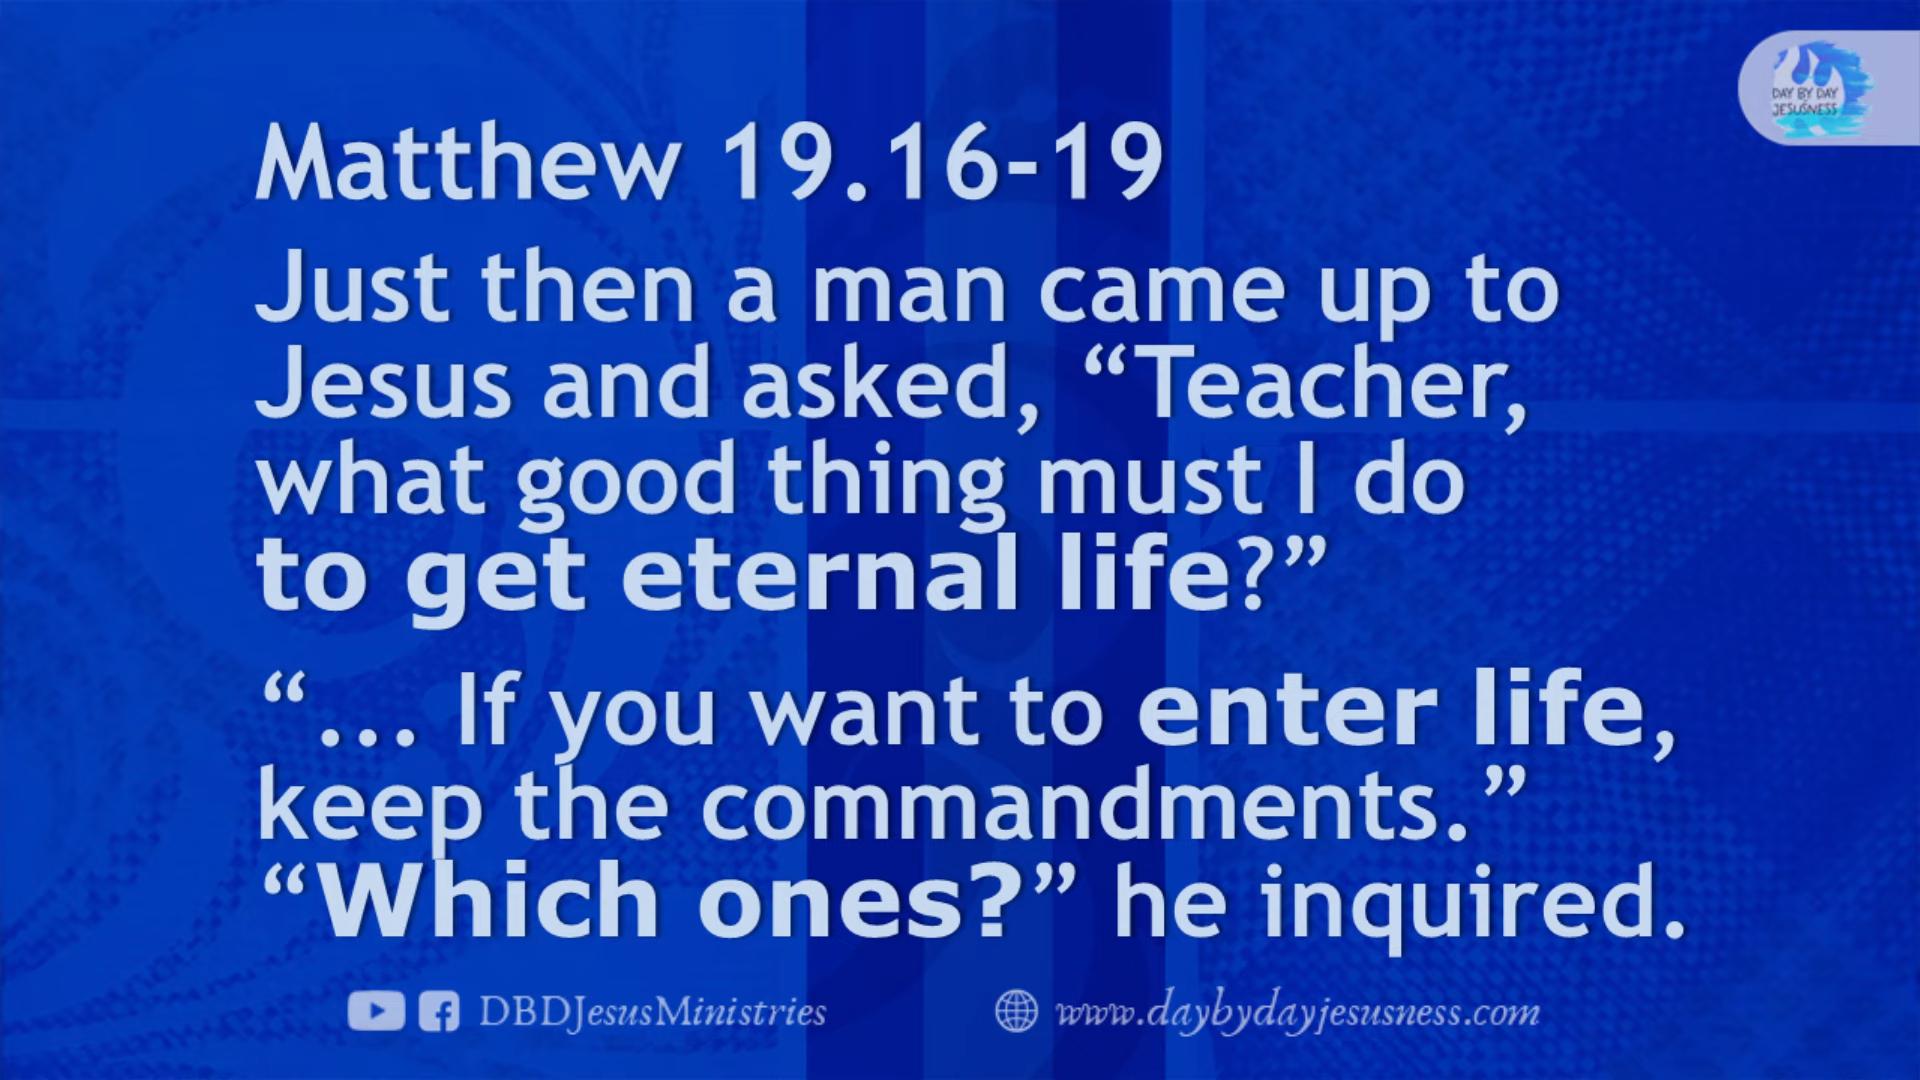 DAY BY DAY
JESUSNESS
Matthew 19.16-19
Just then a man came up to
Jesus and asked, “Teacher,
what good thing must I do
to get eternal life?”
“... If you want to enter life,
keep the commandments.”
“Which ones?” he inquired.
DBDJesusMinistries
www.daybydayjesusness.com